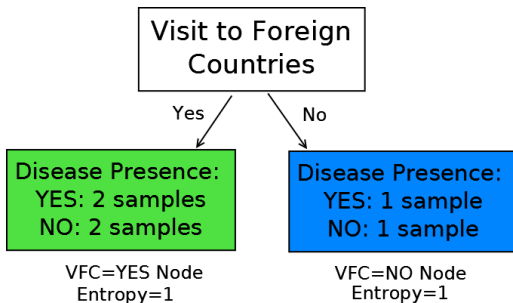 Visit to Foreign
Countries
Yes
No
Disease Presence:
YES: 2 samples
NO: 2 samples
Disease Presence:
YES: 1 sample
NO: 1 sample
VFC=YES Node
Entropy=1
VFC=NO Node
Entropy=1